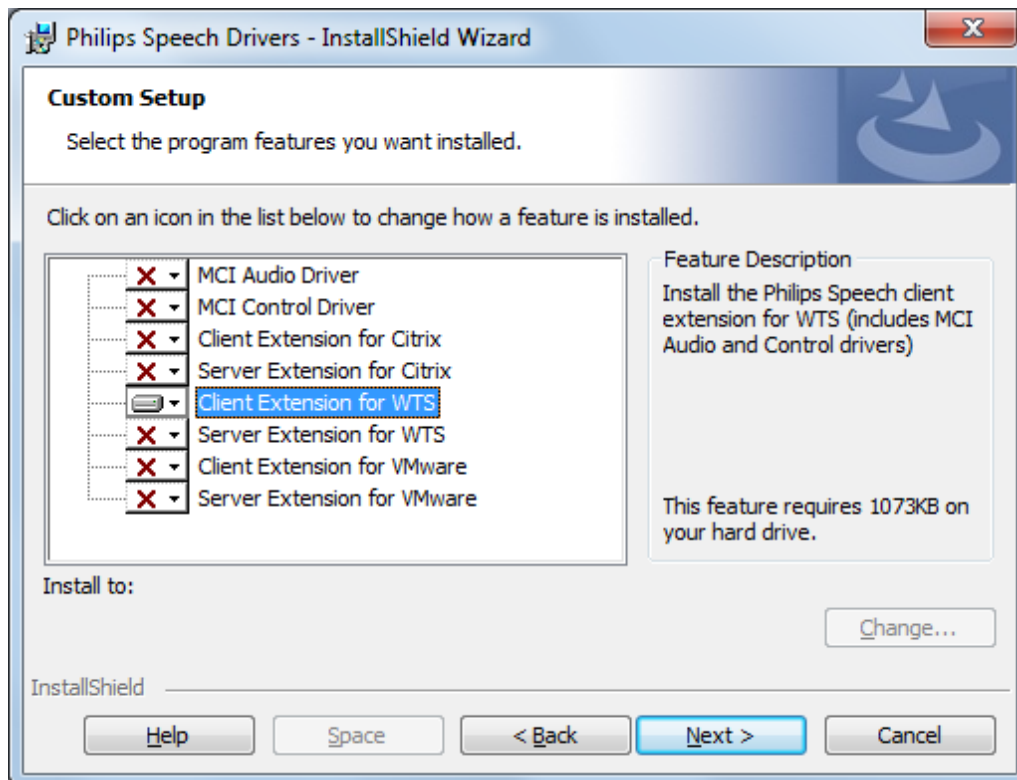 Philips Speech Drivers - InstallShield Wizard
Custom Setup
Select the program features you want installed.
Click on an icon in the list below to change how a feature is installed.
MCI Audio Driver
MCI Control Driver
Client Extension for Citrix
Server Extension for Citrix
Client Extension for WTS
Server Extension for WTS
Client Extension for VMware
Server Extension for VMware
Feature Description
Install the Philips Speech client
extension for WTS (includes MCI
Audio and Control drivers)
This feature requires 1073KB on
your hard drive.
Install to:
Change...
InstallShield
Help Space < Back Next > Cancel